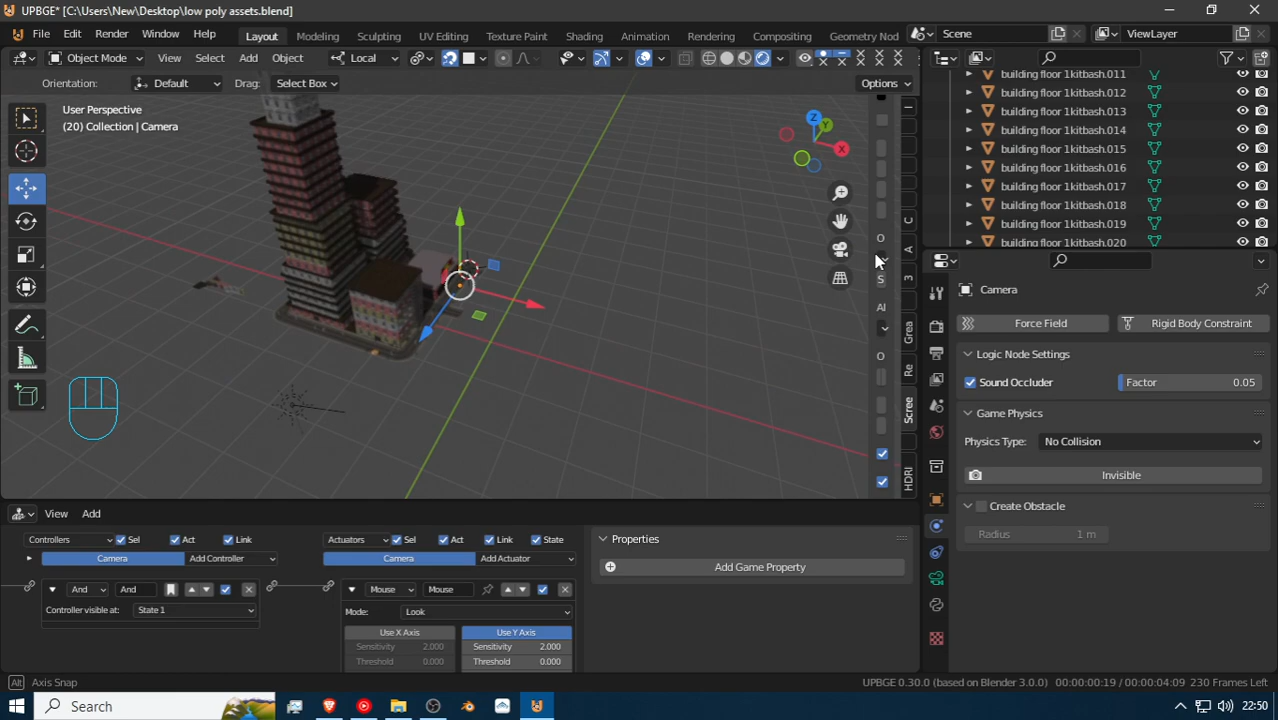 UPBGE* [C:\Users\New\Desktop\low poly assets.blend]
File Edit Render Window Help Layout Modeling Sculpting UV Editing Texture Paint Shading Animation Rendering Compositing Geometry Nod Scene ViewLayer
Object Mode View Select Add Object Local
Orientation: Default Drag: Select Box Options
User Perspective
(20) Collection | Camera
Z
Y
X
O
S
Al
O
C
A
3
Grea
Re
Scree
HDRI
building floor 1kitbash.011
building floor 1kitbash.012
building floor 1kitbash.013
building floor 1kitbash.014
building floor 1kitbash.015
building floor 1kitbash.016
building floor 1kitbash.017
building floor 1kitbash.018
building floor 1kitbash.019
building floor 1kitbash.020
Camera
Force Field Rigid Body Constraint
Logic Node Settings
Sound Occluder Factor 0.05
Game Physics
Physics Type: No Collision
Invisible
Create Obstacle
Radius 1 m
View Add
Controllers Sel Act Link Actuators Sel Act Link State Properties
Camera Add Controller Camera Add Actuator Add Game Property
And And Mouse Mouse
Controller visible at: State 1 Mode: Look
Use X Axis Use Y Axis
Sensitivity 2.000 Sensitivity 2.000
Threshold 0.000 Threshold 0.000
Alt Axis Snap UPBGE 0.30.0 (based on Blender 3.0.0) 00:00:00:19 / 00:00:04:09 230 Frames Left
Search 22:50